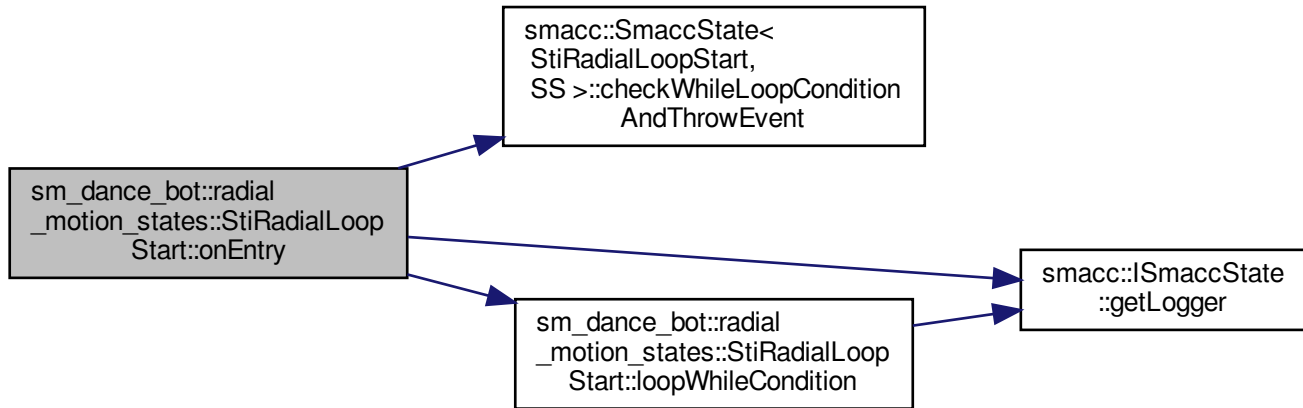 smacc::SmaccState<
StiRadialLoopStart,
SS >::checkWhileLoopCondition
AndThrowEvent
sm_dance_bot::radial
_motion_states::StiRadialLoop
Start::onEntry
smacc::ISmaccState
::getLogger
sm_dance_bot::radial
_motion_states::StiRadialLoop
Start::loopWhileCondition